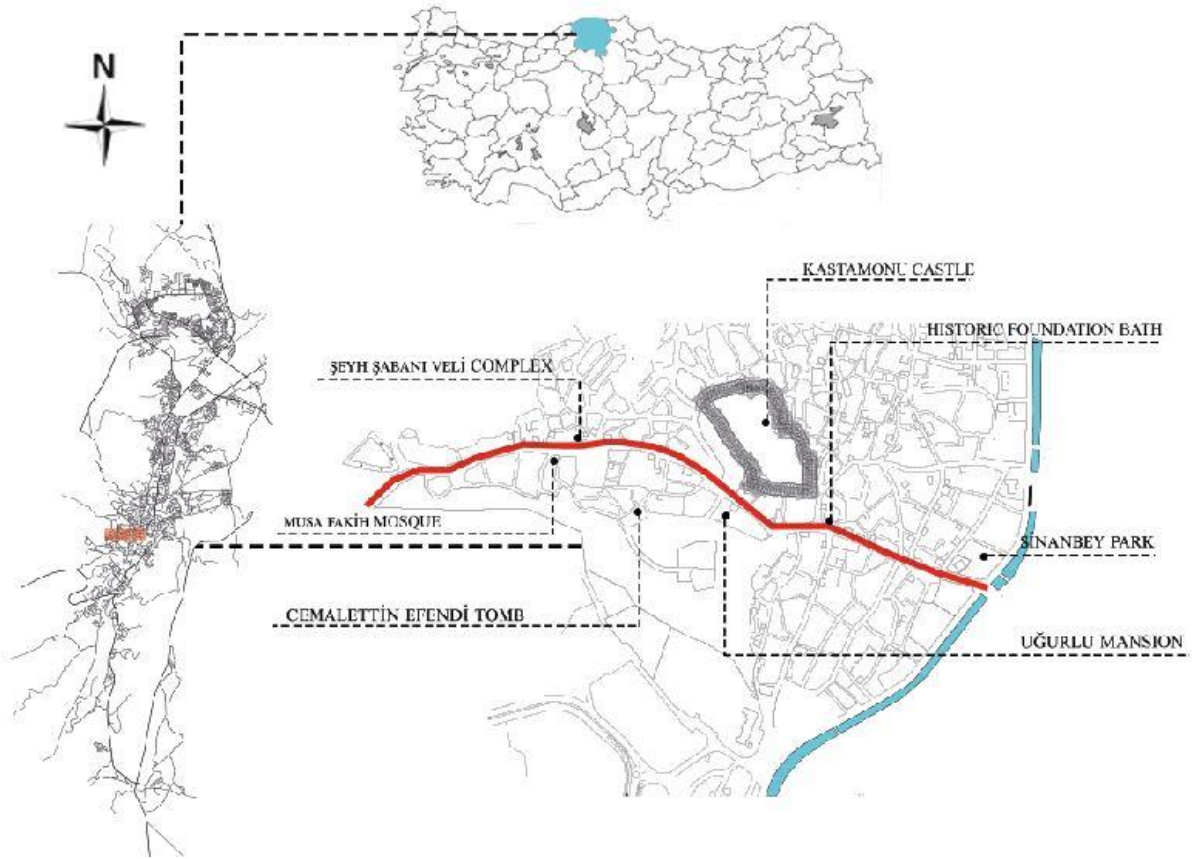 N
KASTAMONU CASTLE
HISTORIC FOUNDATION BATH
ŞEYH ŞABANI VELİ COMPLEX
MUSA FAKİH MOSQUE
SİNANBEY PARK
CEMALETTİN EFENDİ TOMB
UĞURLU MANSION